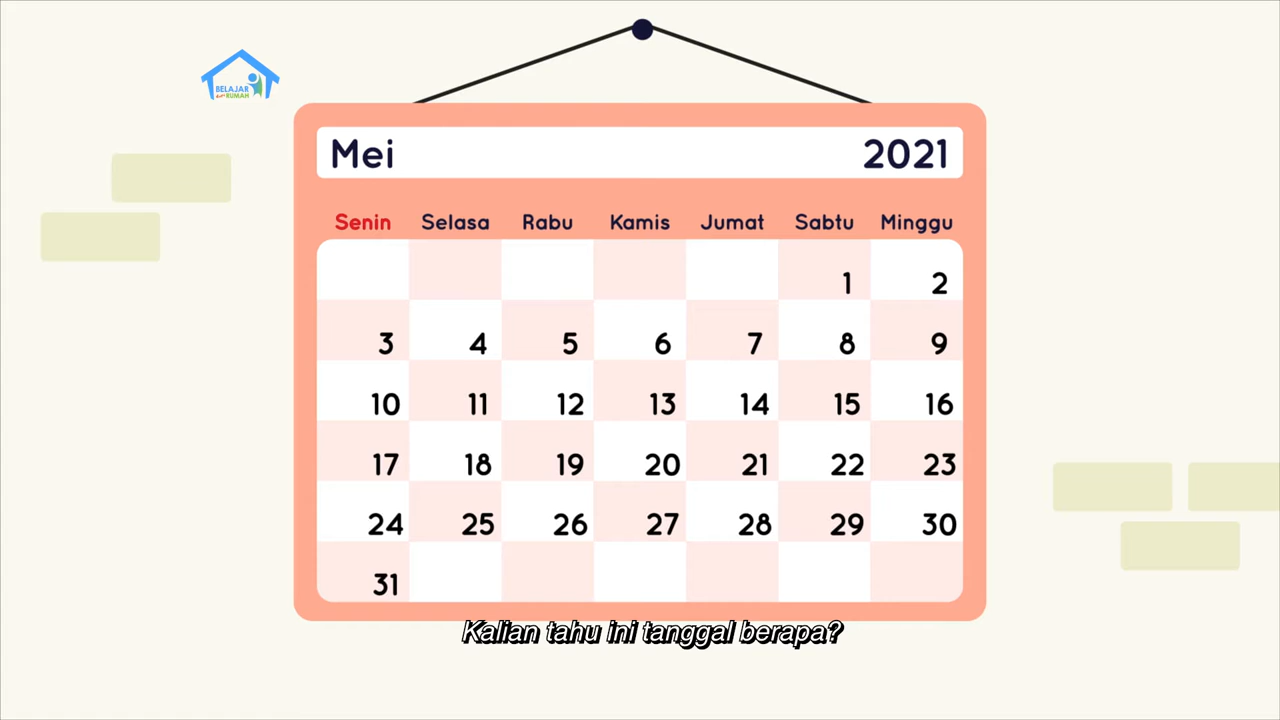 BELAJAR
dari RUMAH
Mei 2021
Senin Selasa Rabu Kamis Jumat Sabtu Minggu
1 2
3 4 5 6 7 8 9
10 11 12 13 14 15 16
17 18 19 20 21 22 23
24 25 26 27 28 29 30
31
Kalian tahu ini tanggal berapa?